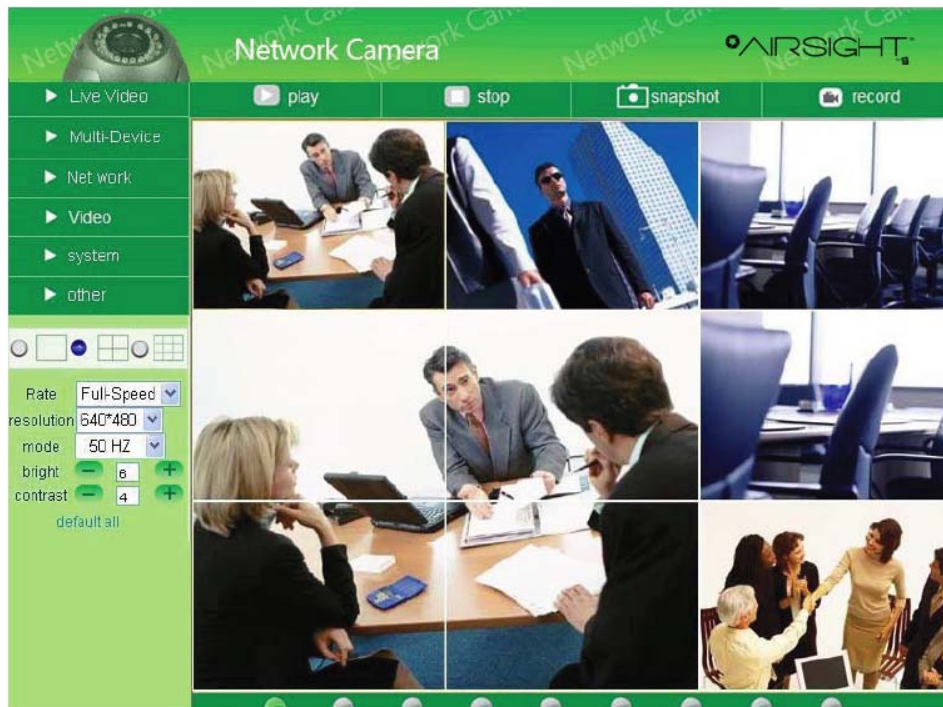 Network Camera
AIRSIGHT
Live Video
play
stop
snapshot
record
Multi-Device
Net work
Video
system
other
Rate Full-Speed
resolution 640*480
mode 50 HZ
bright 6
contrast 4
default all